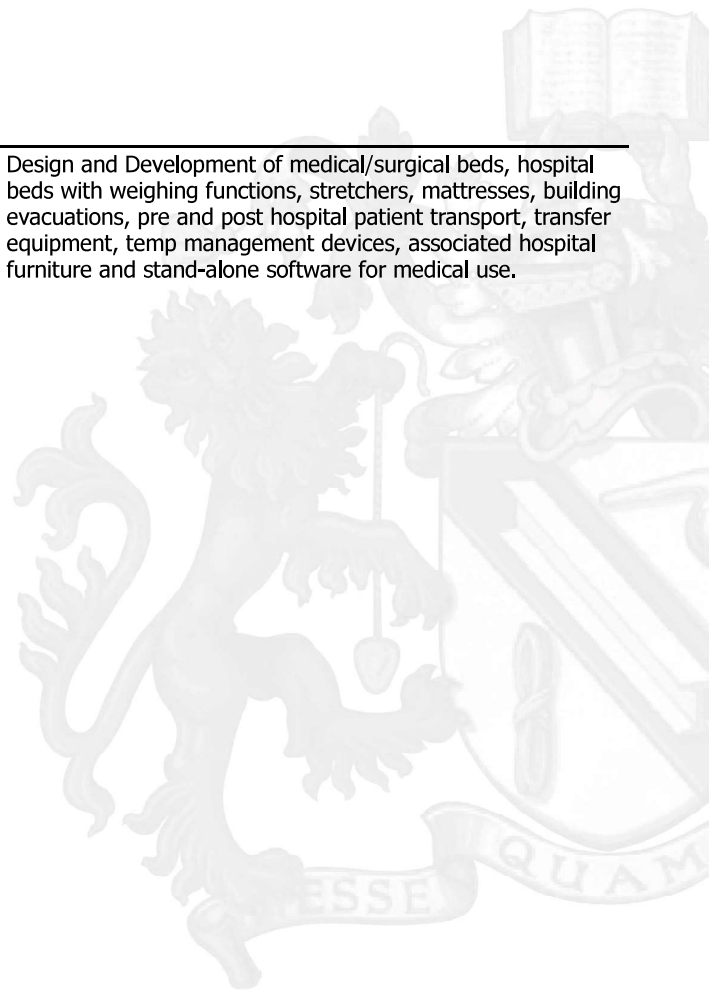 Design and Development of medical/surgical beds, hospital
beds with weighing functions, stretchers, mattresses, building
evacuations, pre and post hospital patient transport, transfer
equipment, temp management devices, associated hospital
furniture and stand-alone software for medical use.
ESSE QUAM